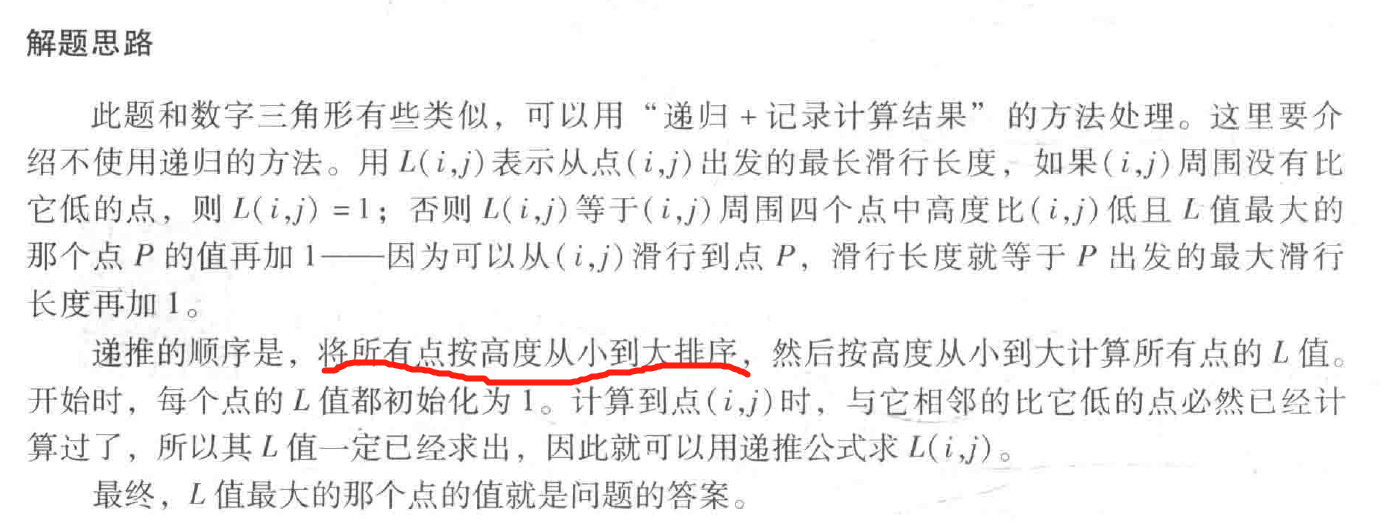 解题思路
此题和数字三角形有些类似，可以用“递归+记录计算结果”的方法处理。这里要介
绍不使用递归的方法。用L(i,j)表示从点(i,j)出发的最长滑行长度，如果(i,j)周围没有比
它低的点，则L(i,j)=1；否则L(i,j)等于(i,j)周围四个点中高度比(i,j)低且L值最大的
那个点P的值再加1——因为可以从(i,j)滑行到点P，滑行长度就等于P出发的最大滑行
长度再加1。
递推的顺序是，将所有点按高度从小到大排序，然后按高度从小到大计算所有点的L值。
开始时，每个点的L值都初始化为1。计算到点(i,j)时，与它相邻的比它低的点必然已经计
算过了，所以其L值一定已经求出，因此就可以用递推公式求L(i,j)。
最终，L值最大的那个点的值就是问题的答案。